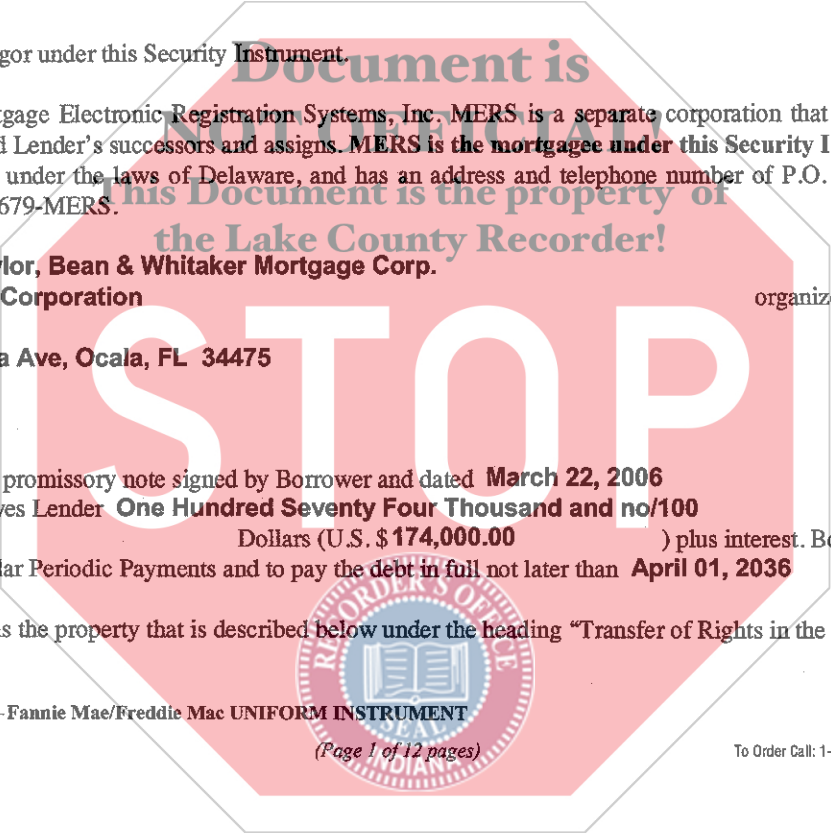 gor under this Security Instrument.
Document is
tgage Electronic Registration Systems, Inc. MERS is a separate corporation that
NOT OFFICIAL!
d Lender's successors and assigns. MERS is the mortgagee under this Security I
under the laws of Delaware, and has an address and telephone number of P.O.
This Document is the property of
679-MERS.
the Lake County Recorder!
lor, Bean & Whitaker Mortgage Corp.
Corporation organiz
a Ave, Ocala, FL 34475
STOP
promissory note signed by Borrower and dated March 22, 2006
es Lender One Hundred Seventy Four Thousand and no/100
Dollars (U.S. $ 174,000.00 ) plus interest. Bo
lar Periodic Payments and to pay the debt in full not later than April 01, 2036
s the property that is described below under the heading “Transfer of Rights in the
RECORDER'S OFFICE
SEAL
INDIANA
-Fannie Mae/Freddie Mac UNIFORM INSTRUMENT
(Page 1 of 12 pages) To Order Call: 1-